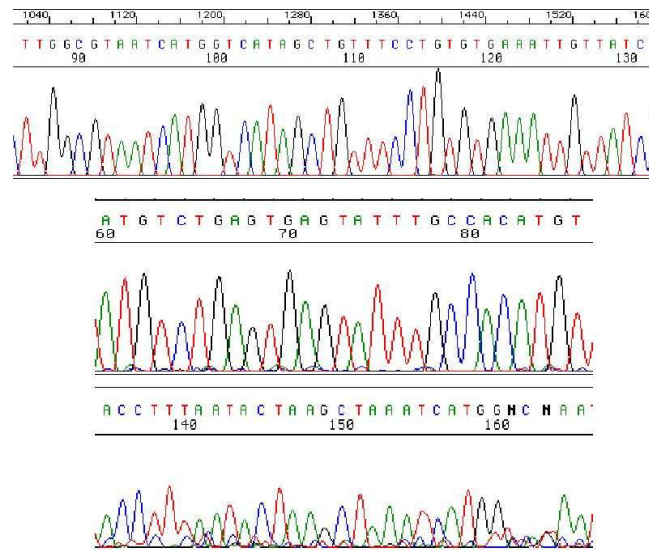 1040 1120 1200 1280 1360 1440 1520 160
T T G G C G T A A T C A T G G T C A T A G C T G T T T C C T G T G T G A A A T T G T T A T C
90 100 110 120 130
A T G T C T G A G T G A G T A T T T G C C A C A T G T
60 70 80
A C C T T T A A T A C T A A G C T A A A T C A T G G N C N A A T
140 150 160